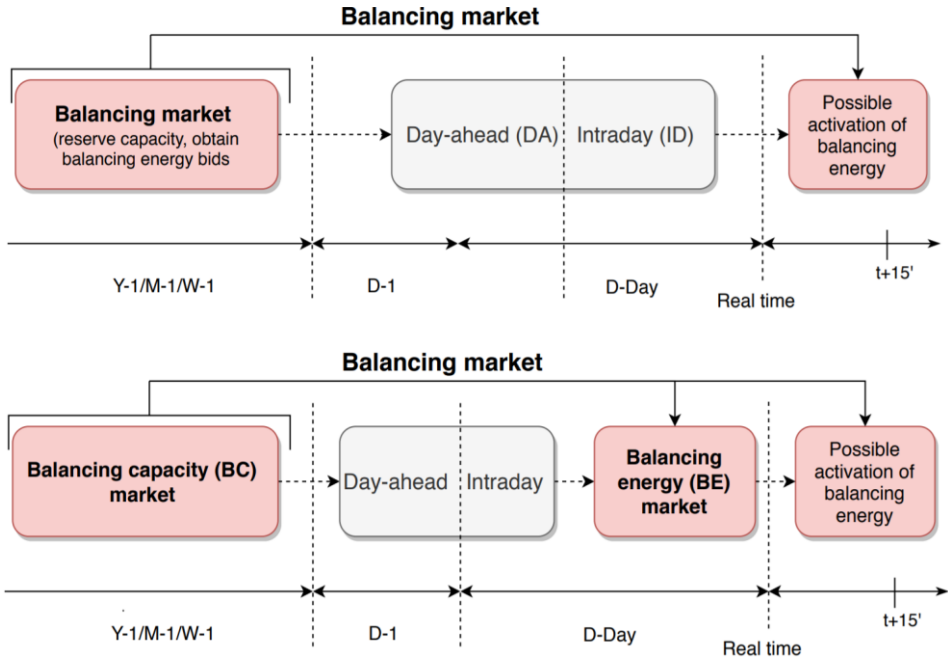 Balancing market
Balancing market
(reserve capacity, obtain
balancing energy bids
Day-ahead (DA)
Intraday (ID)
Possible
activation of
balancing
energy
t+15'
Y-1/M-1/W-1
D-1
D-Day
Real time
Balancing market
Balancing capacity (BC)
market
Day-ahead
Intraday
Balancing
energy (BE)
market
Possible
activation of
balancing
energy
t+15'
Y-1/M-1/W-1
D-1
D-Day
Real time